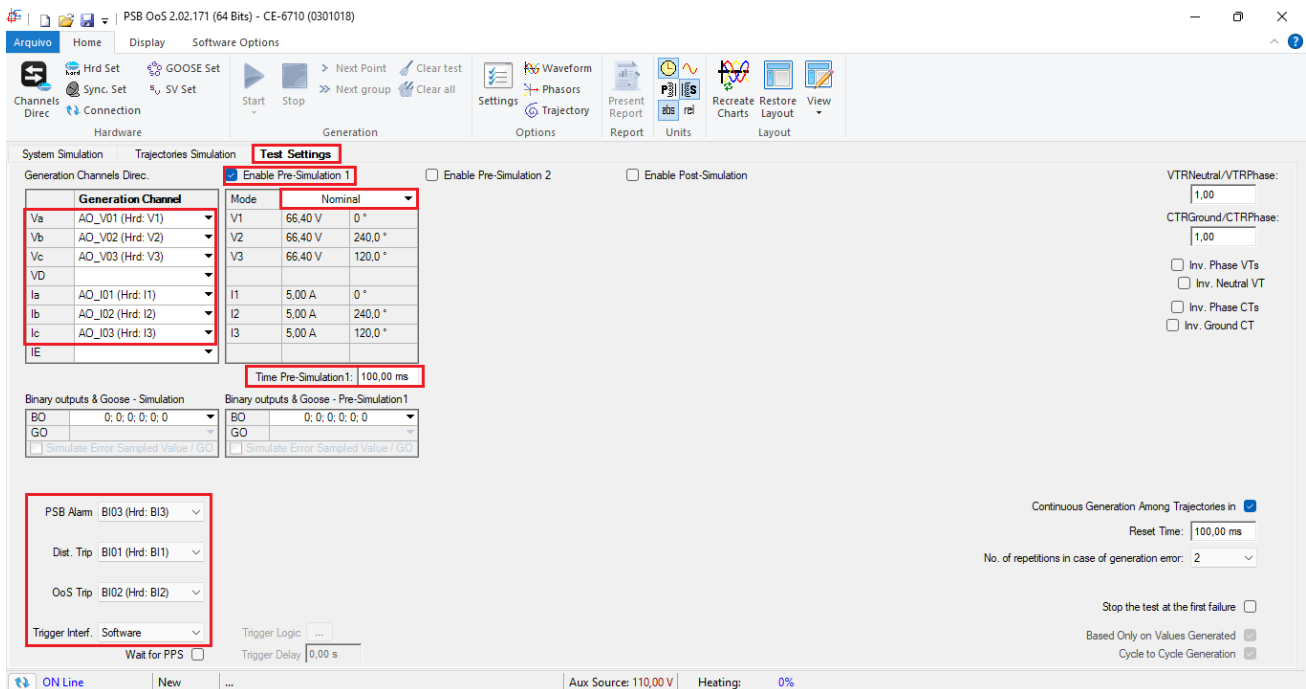 PSB OoS 2.02.171 (64 Bits) - CE-6710 (0301018)
Arquivo Home Display Software Options
Channels Direc
Hrd Set GOOSE Set
Sync. Set SV Set
Connection
Hardware
Start Stop
Next Point Clear test
Next group Clear all
Generation
Settings
Waveform
Phasors
Trajectory
Options
Present Report
Report
abs rel
Units
Recreate Charts Restore Layout View
Layout
System Simulation Trajectories Simulation Test Settings
Generation Channels Direc. Enable Pre-Simulation 1 Enable Pre-Simulation 2 Enable Post-Simulation VTRNeutral/VTRPhase:
1,00
Generation Channel Mode Nominal
Va AO_V01 (Hrd: V1) V1 66,40 V 0 ° CTRGround/CTRPhase:
Vb AO_V02 (Hrd: V2) V2 66,40 V 240,0 ° 1,00
Vc AO_V03 (Hrd: V3) V3 66,40 V 120,0 ° Inv. Phase VTs
VD Inv. Neutral VT
Ia AO_I01 (Hrd: I1) I1 5,00 A 0 ° Inv. Phase CTs
Ib AO_I02 (Hrd: I2) I2 5,00 A 240,0 ° Inv. Ground CT
Ic AO_I03 (Hrd: I3) I3 5,00 A 120,0 °
IE
Time Pre-Simulation1: 100,00 ms
Binary outputs & Goose - Simulation Binary outputs & Goose - Pre-Simulation1
BO 0; 0; 0; 0; 0; 0 BO 0; 0; 0; 0; 0; 0
GO GO
Simulate Error Sampled Value / GO Simulate Error Sampled Value / GO
PSB Alarm BI03 (Hrd: BI3) Continuous Generation Among Trajectories in
Reset Time: 100,00 ms
Dist. Trip BI01 (Hrd: BI1) No. of repetitions in case of generation error: 2
OoS Trip BI02 (Hrd: BI2)
Stop the test at the first failure
Trigger Interf. Software Trigger Logic ... Based Only on Values Generated
Wait for PPS Trigger Delay 0,00 s Cycle to Cycle Generation
ON Line New ... Aux Source: 110,00 V Heating: 0%